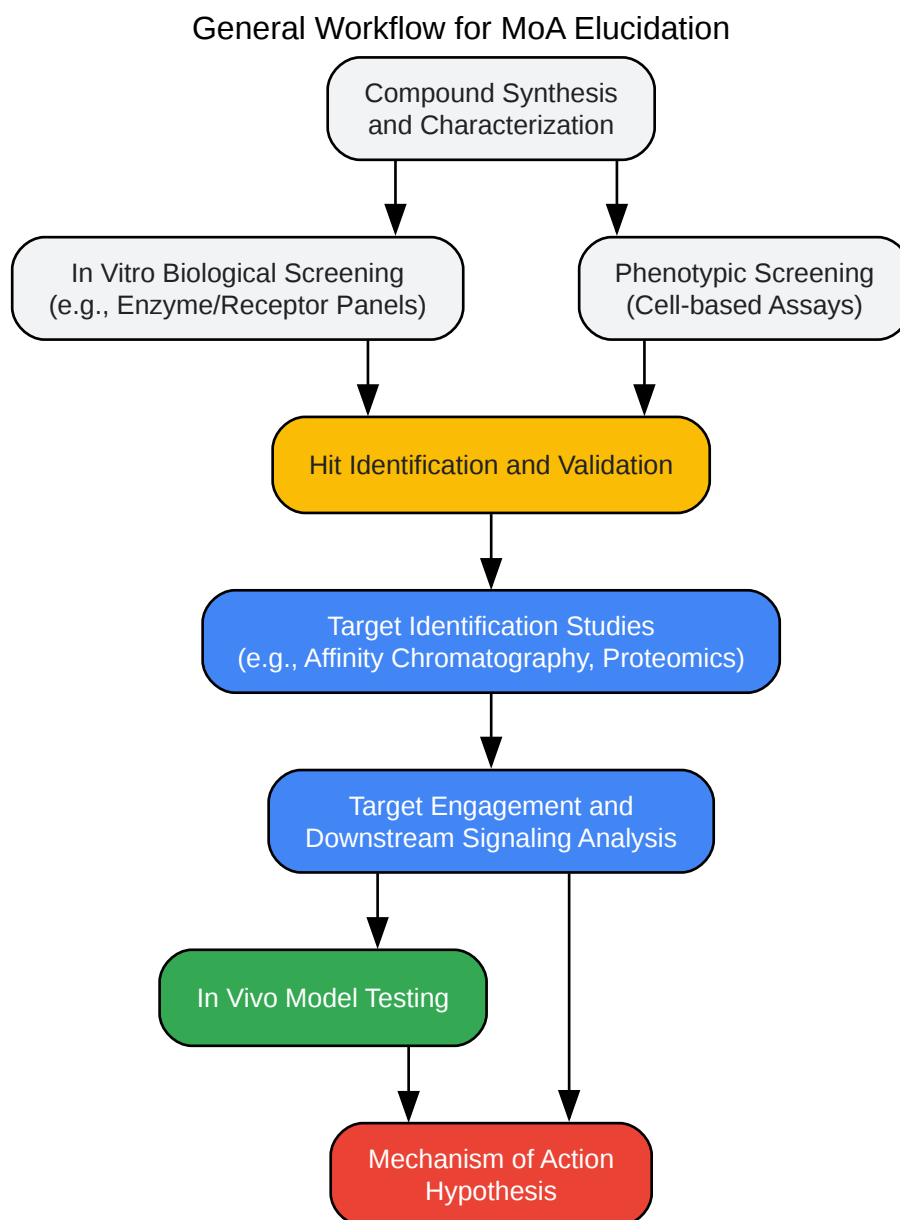 General Workflow for MoA Elucidation
Compound Synthesis
and Characterization
In Vitro Biological Screening
(e.g., Enzyme/Receptor Panels)
Phenotypic Screening
(Cell-based Assays)
Hit Identification and Validation
Target Identification Studies
(e.g., Affinity Chromatography, Proteomics)
Target Engagement and
Downstream Signaling Analysis
In Vivo Model Testing
Mechanism of Action
Hypothesis